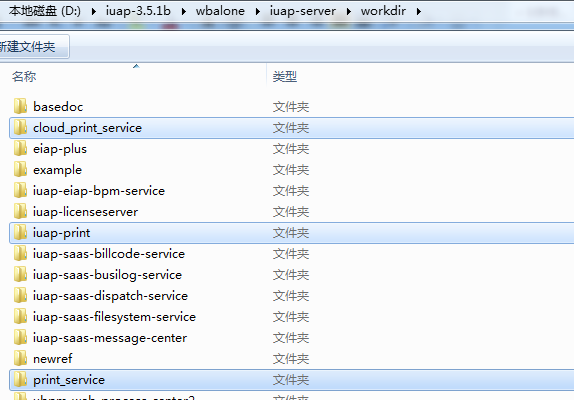 本地磁盘 (D:) ▸ iuap-3.5.1b ▸ wbalone ▸ iuap-server ▸ workdir ▸
新建文件夹
名称 类型
basedoc 文件夹
cloud_print_service 文件夹
eiap-plus 文件夹
example 文件夹
iuap-eiap-bpm-service 文件夹
iuap-licenseserver 文件夹
iuap-print 文件夹
iuap-saas-billcode-service 文件夹
iuap-saas-busilog-service 文件夹
iuap-saas-dispatch-service 文件夹
iuap-saas-filesystem-service 文件夹
iuap-saas-message-center 文件夹
newref 文件夹
print_service 文件夹